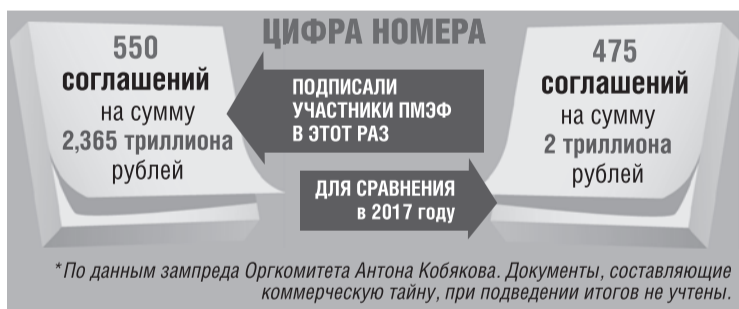 ЦИФРА НОМЕРА
550
соглашений
на сумму
2,365 триллиона
рублей
ПОДПИСАЛИ
УЧАСТНИКИ ПМЭФ
В ЭТОТ РАЗ
ДЛЯ СРАВНЕНИЯ
в 2017 году
475
соглашений
на сумму
2 триллиона
рублей
*По данным зампреда Оргкомитета Антона Кобякова. Документы, составляющие
коммерческую тайну, при подведении итогов не учтены.